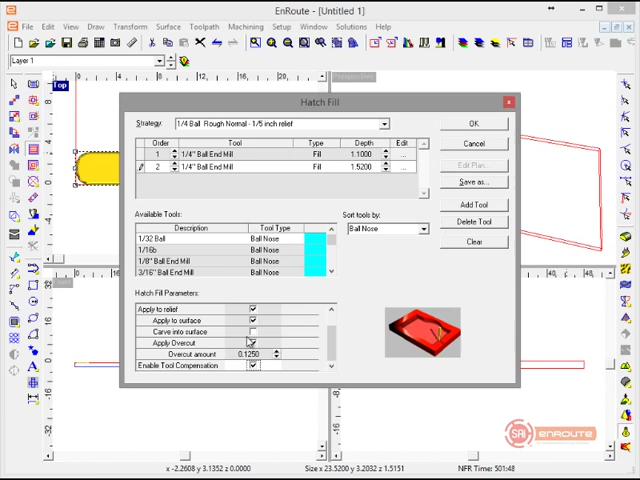 EnRoute - [Untitled 1]
File Edit View Draw Transform Surface Toolpath Machining Setup Window Solutions Help
Layer 1
Top
Hatch Fill
Strategy: 1/4 Ball Rough Normal - 1/5 inch relief
OK
Cancel
Edit Plan...
Save as...
Add Tool
Delete Tool
Clear
Order Tool Type Depth Edit
1 1/4" Ball End Mill Fill 1.1000 ...
2 1/4" Ball End Mill Fill 1.5200 ...
Available Tools:
Sort tools by:
Description Tool Type
Ball Nose
1/32 Ball Ball Nose
1/16b Ball Nose
1/8" Ball End Mill Ball Nose
3/16" Ball End Mill Ball Nose
Hatch Fill Parameters:
Apply to relief
Apply to surface
Carve into surface
Apply Overcut
Overcut amount 0.1250
Enable Tool Compensation
SAi ENROUTE
x -2.2608 y 3.1352 z 0.0000 Size x 23.5200 y 3.2032 z 1.5151 NFR Time: 501:48